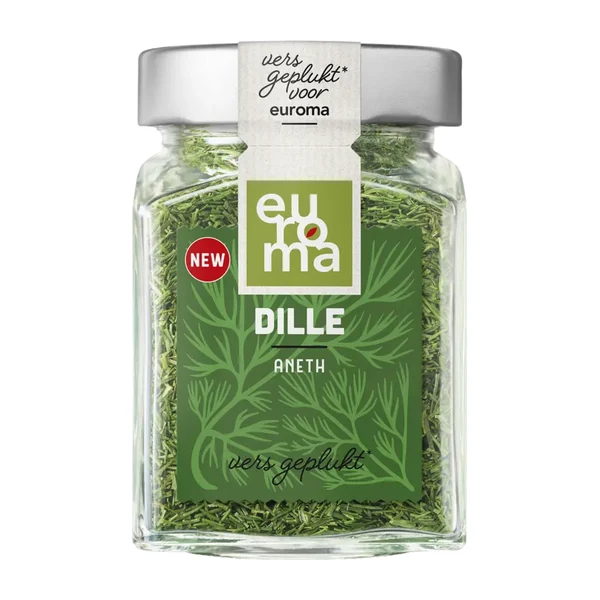 vers
geplukt*
voor
euroma
eu
ro
ma
NEW
DILLE
ANETH
vers geplukt*